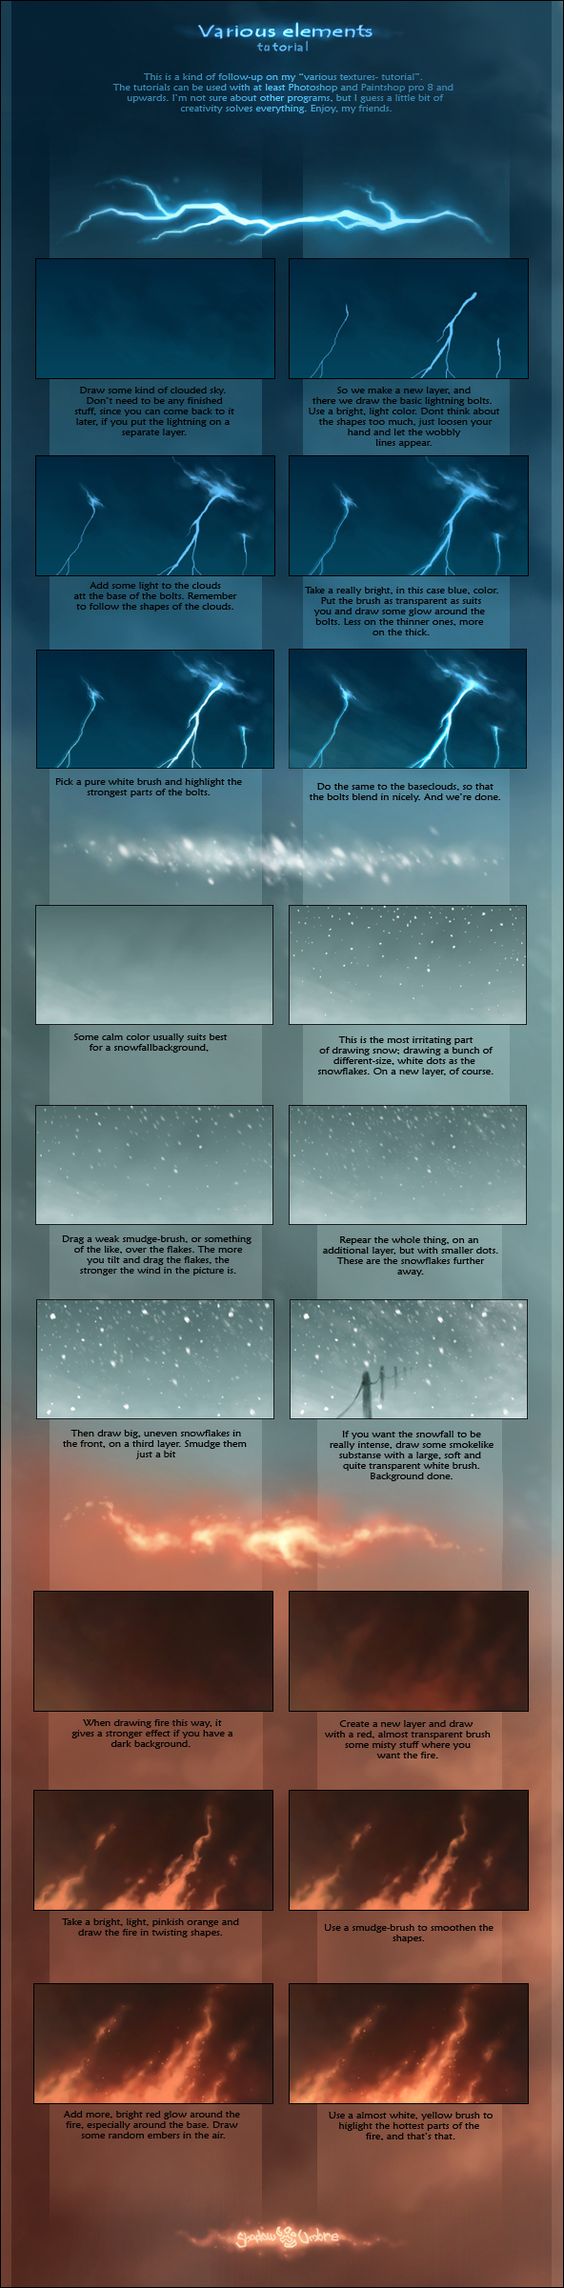 Various elements
tutorial
This is a kind of follow-up on my "various textures- tutorial".
The tutorials can be used with at least Photoshop and Paintshop pro 8 and
upwards. I'm not sure about other programs, but I guess a little bit of
creativity solves everything. Enjoy, my friends.
Draw some kind of clouded sky.
Don't need to be any finished
stuff, since you can come back to it
later, if you put the lightning on a
separate layer.
So we make a new layer, and
there we draw the basic lightning bolts.
Use a bright, light color. Dont think about
the shapes too much, just loosen your
hand and let the wobbly
lines appear.
Add some light to the clouds
att the base of the bolts. Remember
to follow the shapes of the clouds.
Take a really bright, in this case blue, color.
Put the brush as transparent as suits
you and draw some glow around the
bolts. Less on the thinner ones, more
on the thick.
Pick a pure white brush and highlight the
strongest parts of the bolts.
Do the same to the baseclouds, so that
the bolts blend in nicely. And we're done.
Some calm color usually suits best
for a snowfallbackground.
This is the most irritating part
of drawing snow; drawing a bunch of
different-size, white dots as the
snowflakes. On a new layer, of course.
Drag a weak smudge-brush, or something
of the like, over the flakes. The more
you tilt and drag the flakes, the
stronger the wind in the picture is.
Repear the whole thing, on an
additional layer, but with smaller dots.
These are the snowflakes further
away.
Then draw big, uneven snowflakes in
the front, on a third layer. Smudge them
just a bit
If you want the snowfall to be
really intense, draw some smokelike
substanse with a large, soft and
quite transparent white brush.
Background done.
When drawing fire this way, it
gives a stronger effect if you have a
dark background.
Create a new layer and draw
with a red, almost transparent brush
some misty stuff where you
want the fire.
Take a bright, light, pinkish orange and
draw the fire in twisting shapes.
Use a smudge-brush to smoothen the
shapes.
Add more, bright red glow around the
fire, especially around the base. Draw
some random embers in the air.
Use a almost white, yellow brush to
higlight the hottest parts of the
fire, and that's that.
Shadow Umbre